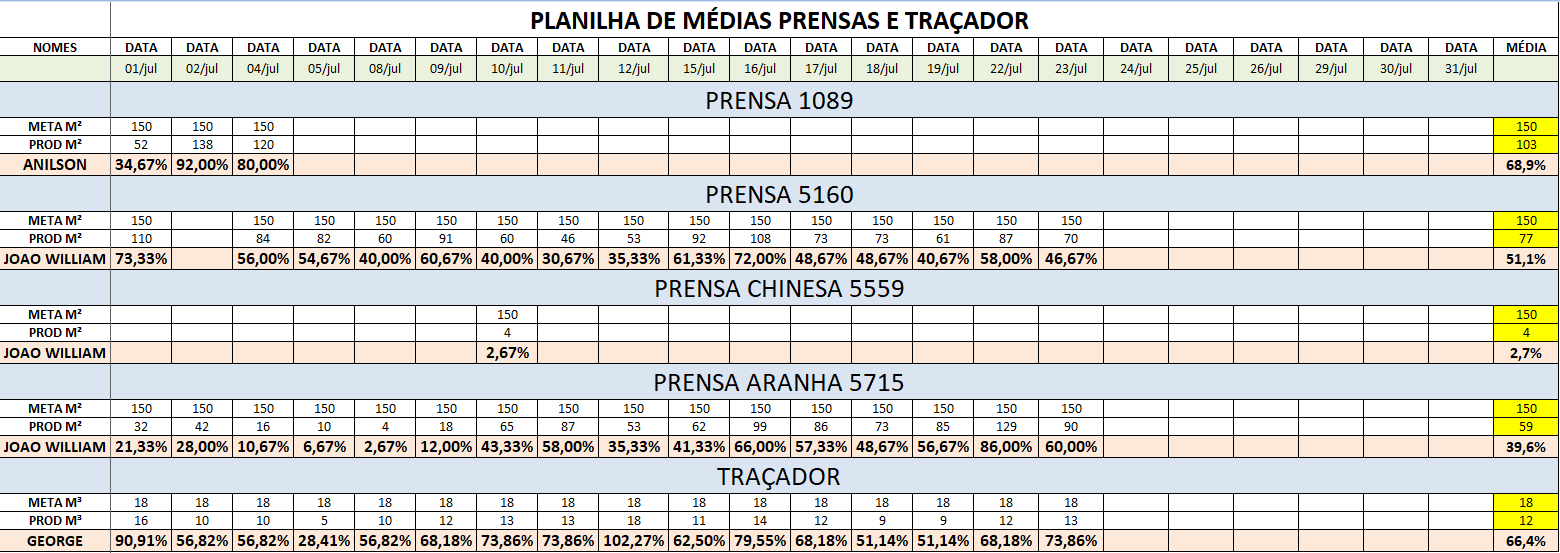 PLANILHA DE MÉDIAS PRENSAS E TRAÇADOR
NOMES DATA DATA DATA DATA DATA DATA DATA DATA DATA DATA DATA DATA DATA DATA DATA DATA DATA DATA DATA DATA DATA DATA MÉDIA
01/jul 02/jul 04/jul 05/jul 08/jul 09/jul 10/jul 11/jul 12/jul 15/jul 16/jul 17/jul 18/jul 19/jul 22/jul 23/jul 24/jul 25/jul 26/jul 29/jul 30/jul 31/jul
PRENSA 1089
META M² 150 150 150 150
PROD M² 52 138 120 103
ANILSON 34,67% 92,00% 80,00% 68,9%
PRENSA 5160
META M² 150 150 150 150 150 150 150 150 150 150 150 150 150 150 150 150
PROD M² 110 84 82 60 91 60 46 53 92 108 73 73 61 87 70 77
JOAO WILLIAM 73,33% 56,00% 54,67% 40,00% 60,67% 40,00% 30,67% 35,33% 61,33% 72,00% 48,67% 48,67% 40,67% 58,00% 46,67% 51,1%
PRENSA CHINESA 5559
META M² 150 150
PROD M² 4 4
JOAO WILLIAM 2,67% 2,7%
PRENSA ARANHA 5715
META M² 150 150 150 150 150 150 150 150 150 150 150 150 150 150 150 150 150
PROD M² 32 42 16 10 4 18 65 87 53 62 99 86 73 85 129 90 59
JOAO WILLIAM 21,33% 28,00% 10,67% 6,67% 2,67% 12,00% 43,33% 58,00% 35,33% 41,33% 66,00% 57,33% 48,67% 56,67% 86,00% 60,00% 39,6%
TRAÇADOR
META M³ 18 18 18 18 18 18 18 18 18 18 18 18 18 18 18 18 18
PROD M³ 16 10 10 5 10 12 13 13 18 11 14 12 9 9 12 13 12
GEORGE 90,91% 56,82% 56,82% 28,41% 56,82% 68,18% 73,86% 73,86% 102,27% 62,50% 79,55% 68,18% 51,14% 51,14% 68,18% 73,86% 66,4%